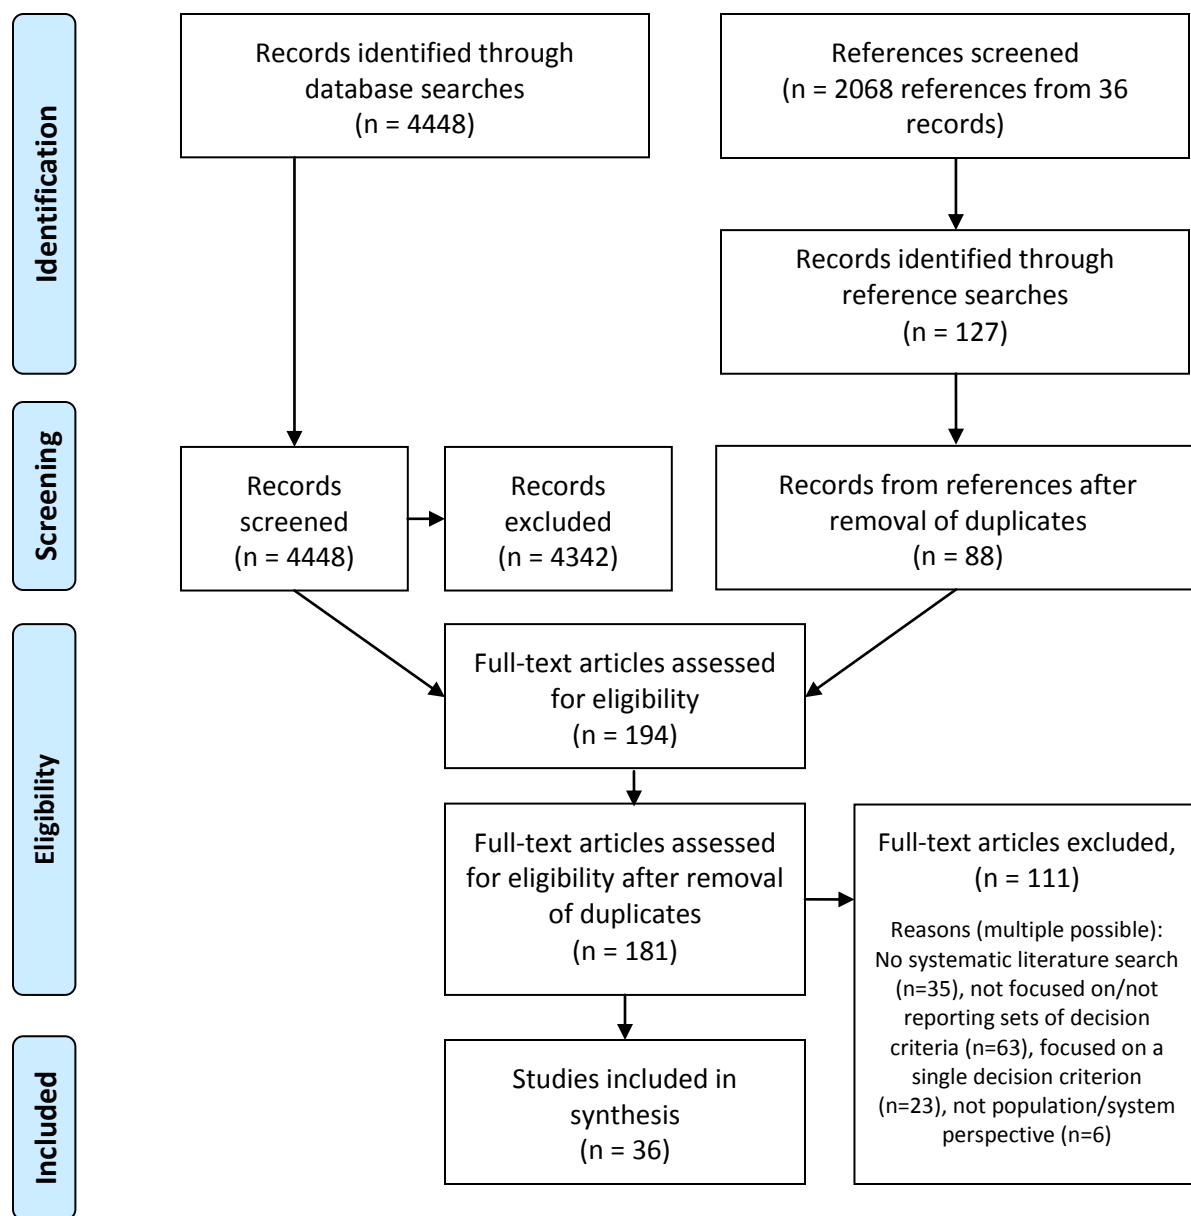 Identification
Records identified through
database searches
(n = 4448)
References screened
(n = 2068 references from 36
records)
Records identified through
reference searches
(n = 127)
Screening
Records
screened
(n = 4448)
Records
excluded
(n = 4342)
Records from references after
removal of duplicates
(n = 88)
Eligibility
Full-text articles assessed
for eligibility
(n = 194)
Full-text articles assessed
for eligibility after removal
of duplicates
(n = 181)
Full-text articles excluded,
(n = 111)
Reasons (multiple possible):
No systematic literature search
(n=35), not focused on/not
reporting sets of decision
criteria (n=63), focused on a
single decision criterion
(n=23), not population/system
perspective (n=6)
Included
Studies included in
synthesis
(n = 36)